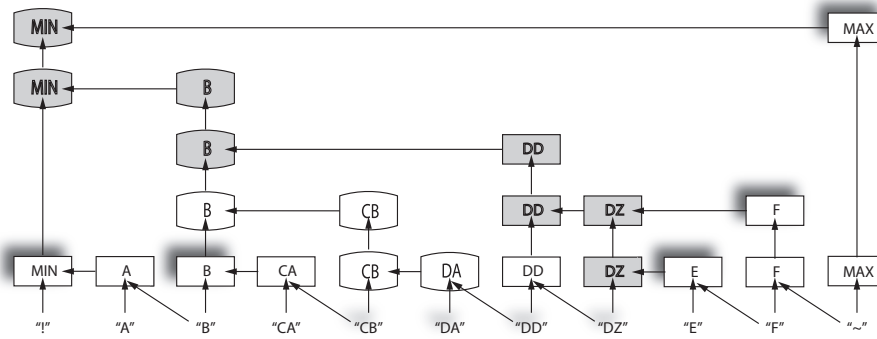 MIN MAX
MIN B
B DD
B CB DD DZ F
MIN A B CA CB DA DD DZ E F MAX
“!” “A” “B” “CA” “CB” “DA” “DD” “DZ” “E” “F” “~”